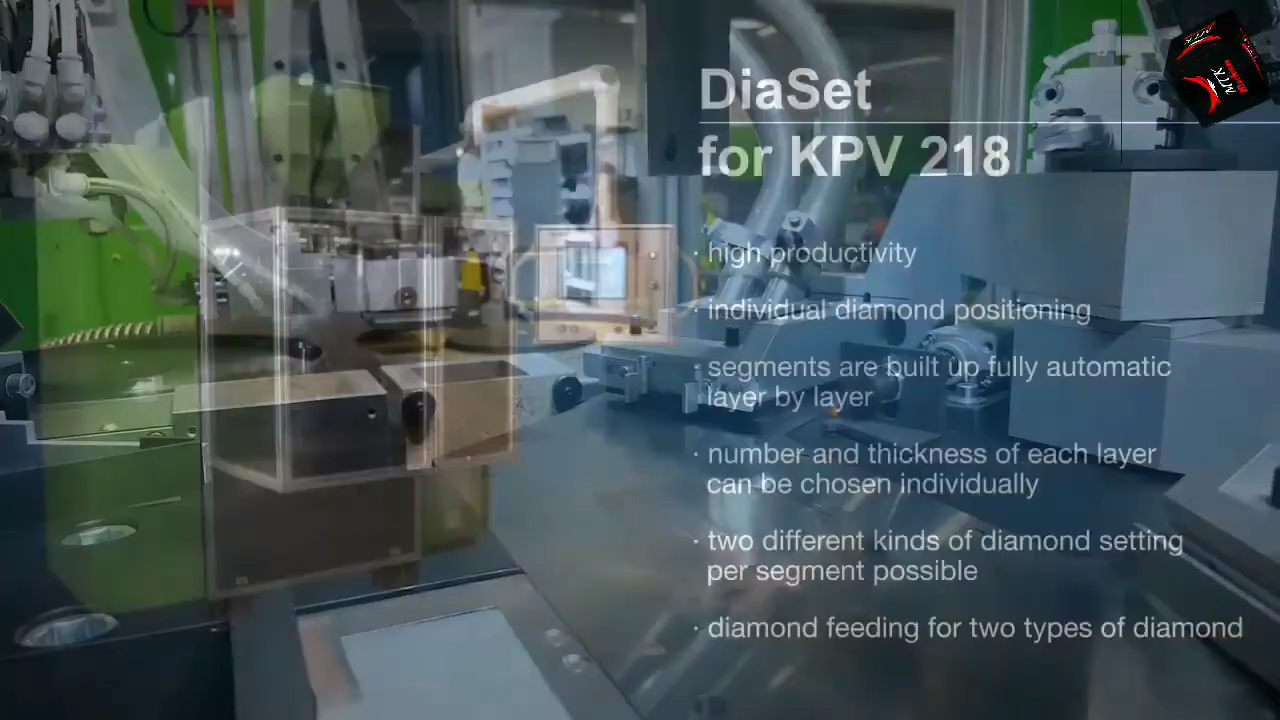 DiaSet
for KPV 218
· high productivity
· individual diamond positioning
· segments are built up fully automatic
layer by layer
· number and thickness of each layer
can be chosen individually
· two different kinds of diamond setting
per segment possible
· diamond feeding for two types of diamond